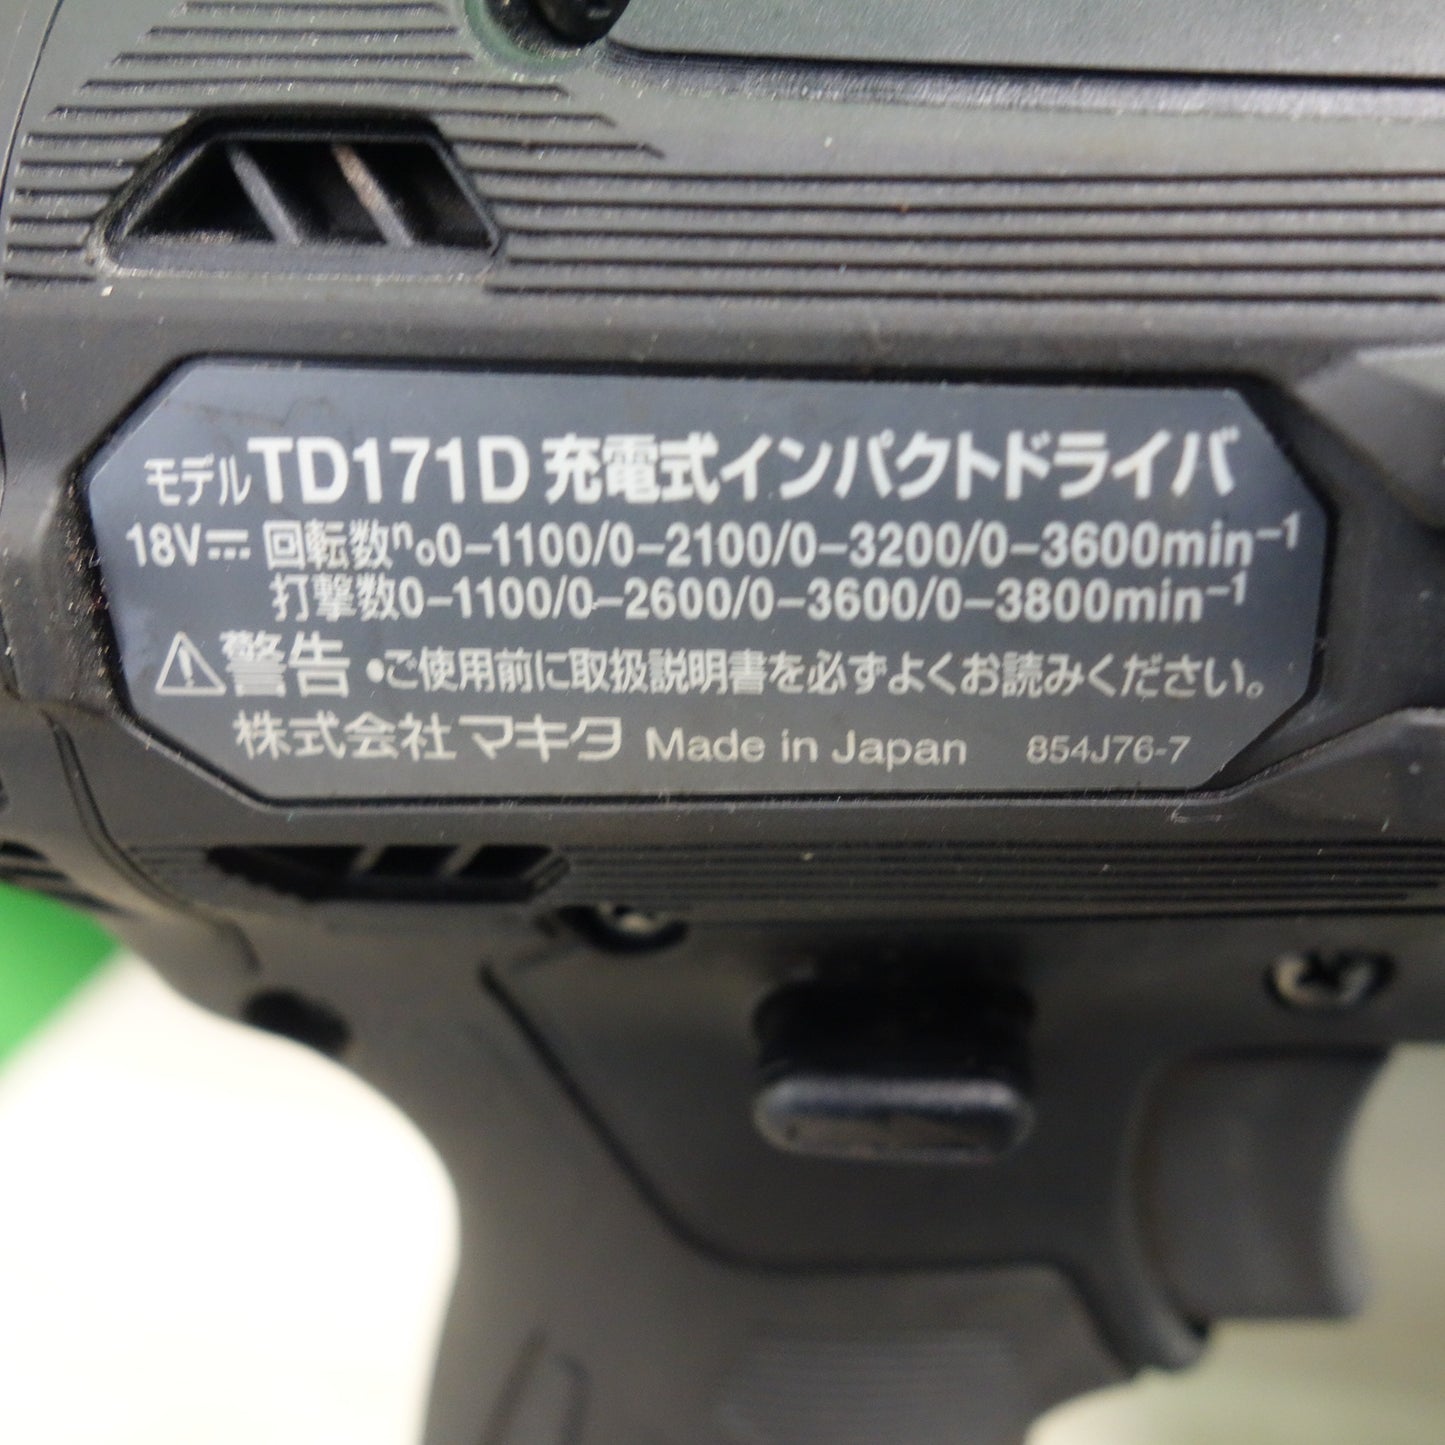 モデルTD171D 充電式インパクトドライバ
18V⎓ 回転数n₀0−1100/0−2100/0−3200/0−3600min⁻¹
打撃数0−1100/0−2600/0−3600/0−3800min⁻¹
⚠警告 •ご使用前に取扱説明書を必ずよくお読みください。
株式会社マキタ Made in Japan 854J76-7